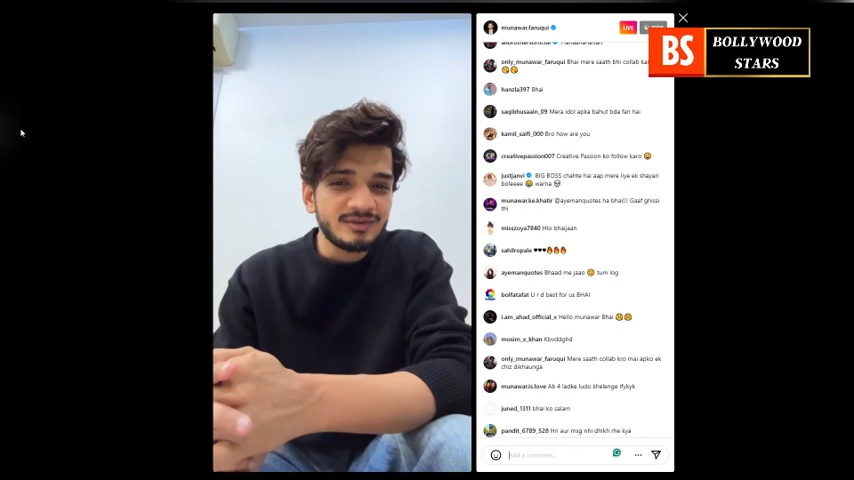 munawar.faruqui
LIVE
BS
BOLLYWOOD
STARS
only_munawar_faruqui Bhai mere saath bhi collab
hanzla397 Bhai
saqibhusaain_09 Mera idol apka bahut bda fan hai
kamil_saifi_000 Bro how are you
creativepassion007 Creative Passion ko follow karo
justjanvi BIG BOSS chahte hai aap mere liye ek shayari
boleeee warna
munawar.ke.khatir @ayemanquotes ha bhai!!! Gaaf ghissi
thi
misszoya7840 Hlo bhaijaan
sahilropale
ayemanquotes Bhaad me jaao tum log
bolfatafat U r d best for us BHAI
i.am_ahad_official_x Hello munawar Bhai
mosim_x_khan Kbvddghd
only_munawar_faruqui Mere saath collab kro mai apko ek
chiz dikhaunga
munawar.is.love Ab 4 ladke ludo khelenge ifykyk
juned_1311 bhai ko salam
pandit_6789_528 Hn aur msg nhi dhikh rhe kya
Add a comment...